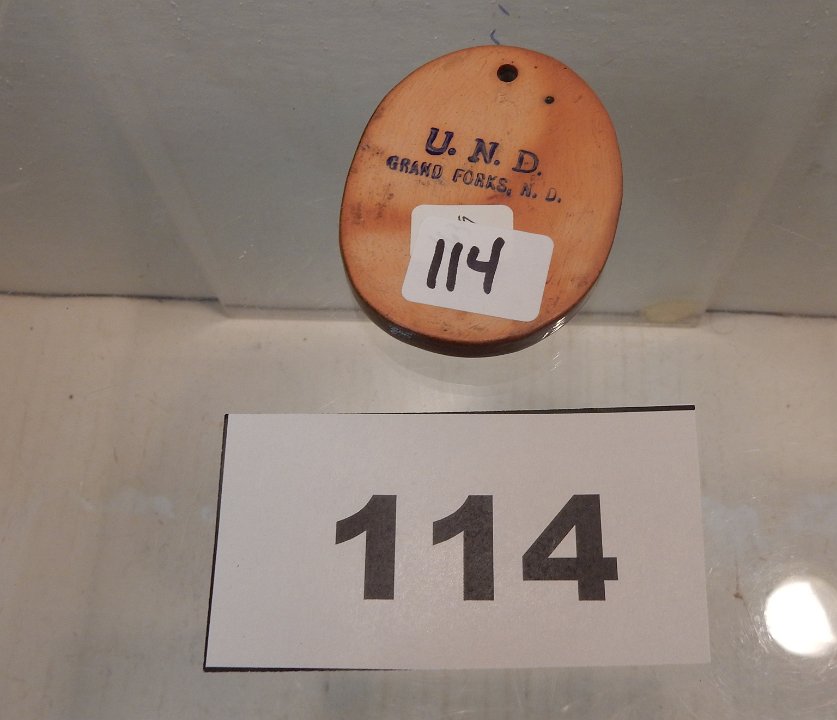 U. N. D.
GRAND FORKS, N. D.
114
114